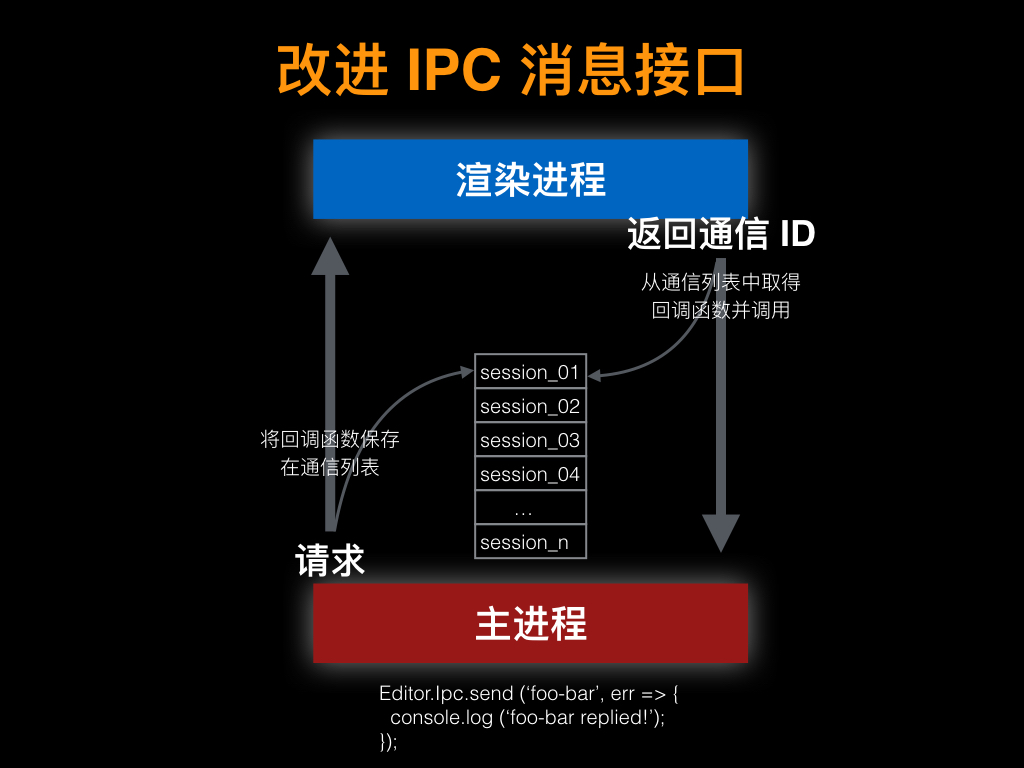 改进 IPC 消息接口
渲染进程
返回通信 ID
从通信列表中取得
回调函数并调用
session_01
session_02
session_03
session_04
…
session_n
将回调函数保存
在通信列表
请求
主进程
Editor.Ipc.send (‘foo-bar’, err => {
console.log (‘foo-bar replied!’);
});